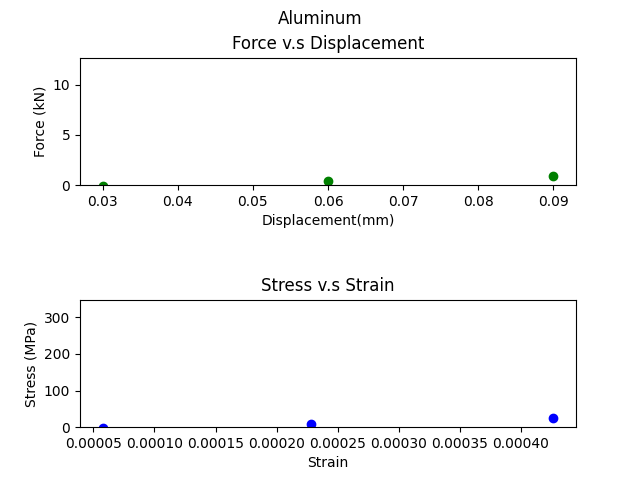 Aluminum
Force v.s Displacement
10
5
0
Force (kN)
0.03 0.04 0.05 0.06 0.07 0.08 0.09
Displacement(mm)
Stress v.s Strain
300
200
100
0
Stress (MPa)
0.00005 0.00010 0.00015 0.00020 0.00025 0.00030 0.00035 0.00040
Strain